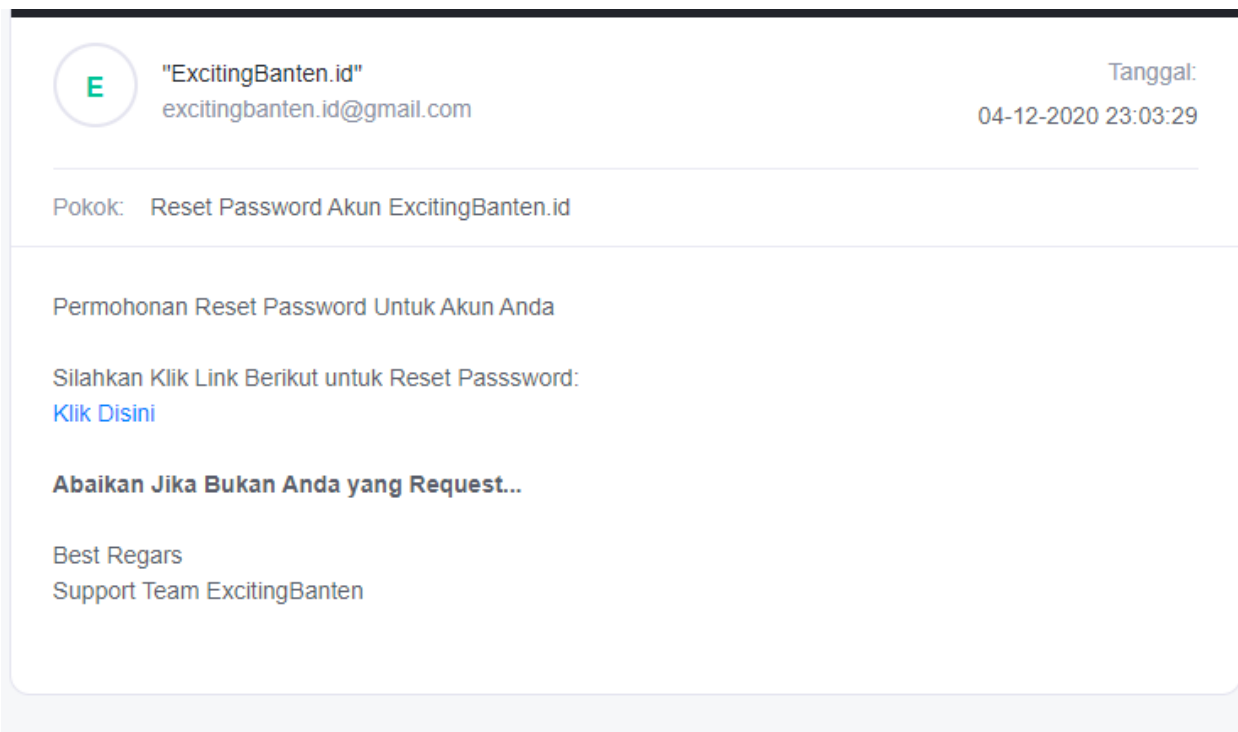 E
"ExcitingBanten.id"
excitingbanten.id@gmail.com
Tanggal:
04-12-2020 23:03:29
Pokok: Reset Password Akun ExcitingBanten.id
Permohonan Reset Password Untuk Akun Anda
Silahkan Klik Link Berikut untuk Reset Passsword:
Klik Disini
Abaikan Jika Bukan Anda yang Request...
Best Regars
Support Team ExcitingBanten